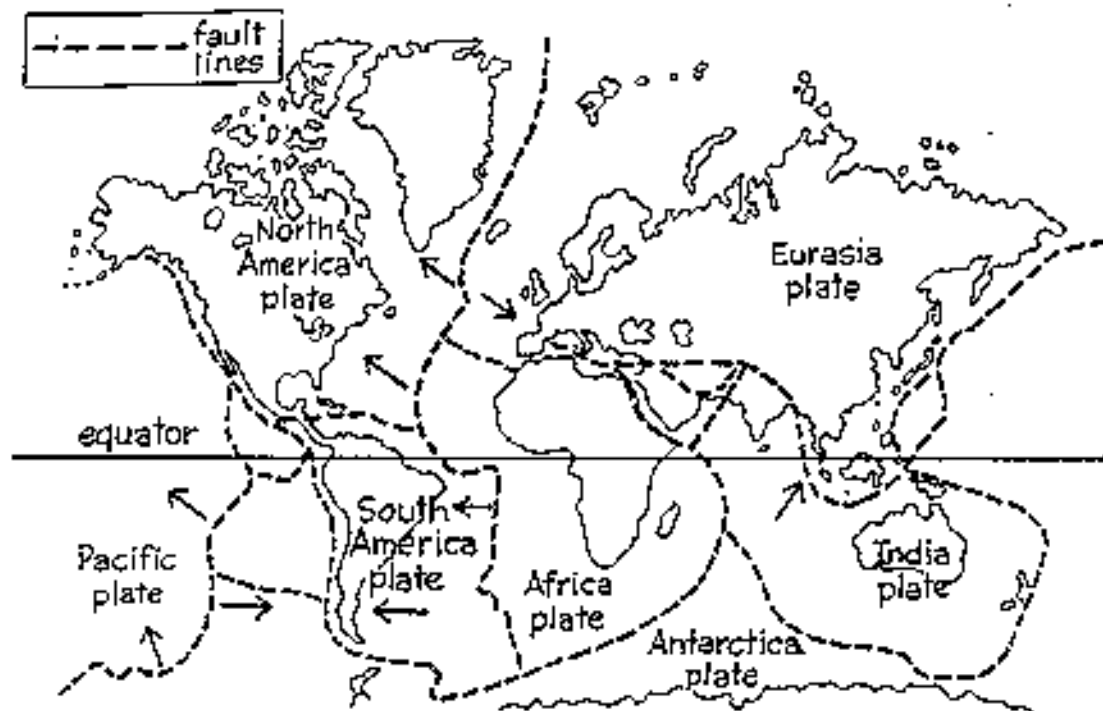 fault
lines
North
America
plate
Eurasia
plate
equator
South
America
plate
Pacific
plate
Africa
plate
India
plate
Antarctica
plate